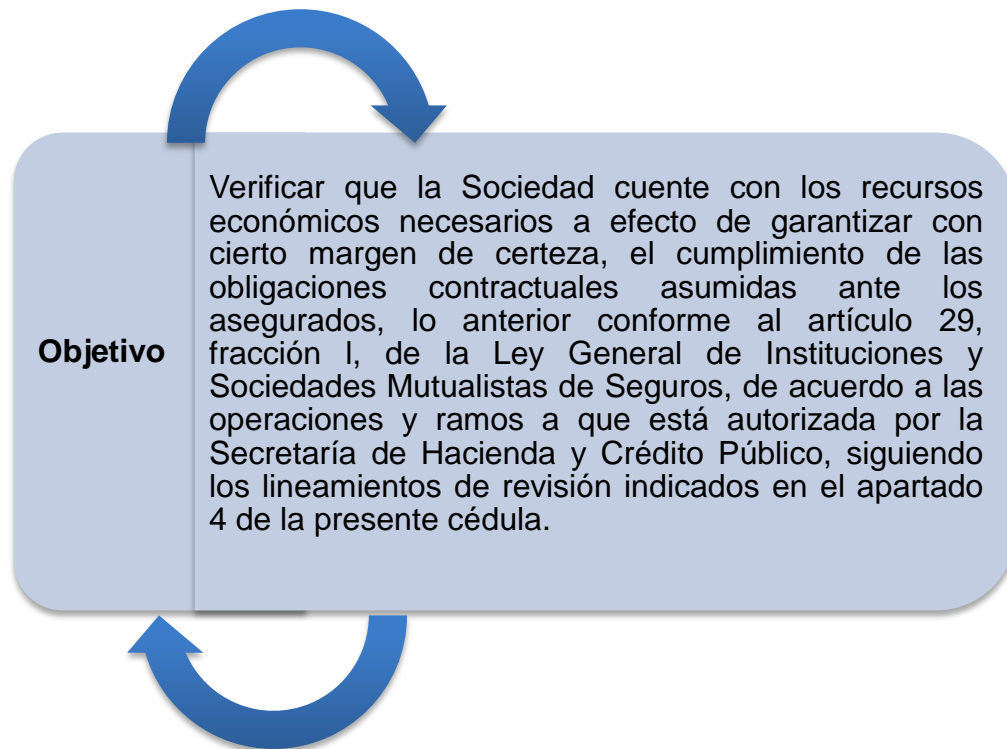 Objetivo
Verificar que la Sociedad cuente con los recursos
económicos necesarios a efecto de garantizar con
cierto margen de certeza, el cumplimiento de las
obligaciones contractuales asumidas ante los
asegurados, lo anterior conforme al artículo 29,
fracción I, de la Ley General de Instituciones y
Sociedades Mutualistas de Seguros, de acuerdo a las
operaciones y ramos a que está autorizada por la
Secretaría de Hacienda y Crédito Público, siguiendo
los lineamientos de revisión indicados en el apartado
4 de la presente cédula.